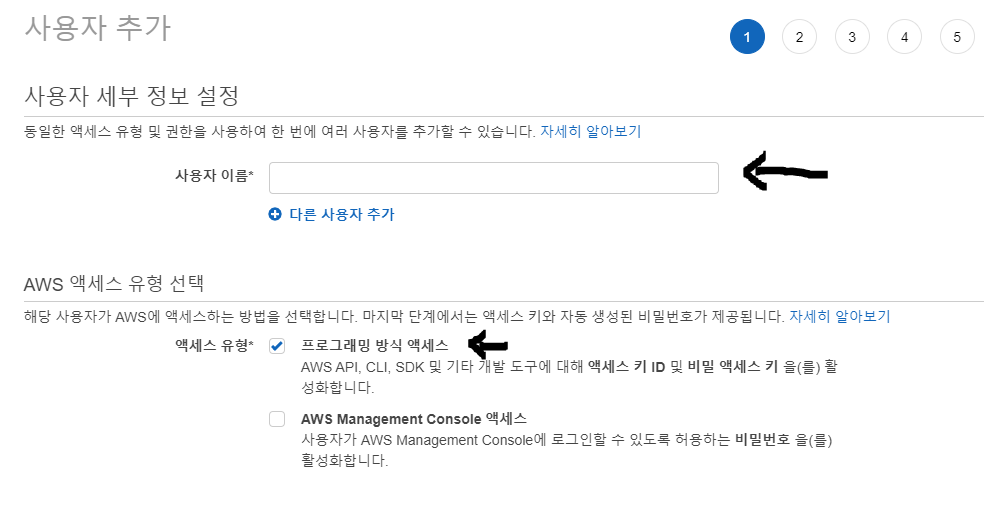 사용자 추가
1 2 3 4 5
사용자 세부 정보 설정
동일한 액세스 유형 및 권한을 사용하여 한 번에 여러 사용자를 추가할 수 있습니다. 자세히 알아보기
사용자 이름*
다른 사용자 추가
AWS 액세스 유형 선택
해당 사용자가 AWS에 액세스하는 방법을 선택합니다. 마지막 단계에서는 액세스 키와 자동 생성된 비밀번호가 제공됩니다. 자세히 알아보기
액세스 유형* 프로그래밍 방식 액세스
AWS API, CLI, SDK 및 기타 개발 도구에 대해 액세스 키 ID 및 비밀 액세스 키 을(를) 활
성화합니다.
AWS Management Console 액세스
사용자가 AWS Management Console에 로그인할 수 있도록 허용하는 비밀번호 을(를)
활성화합니다.